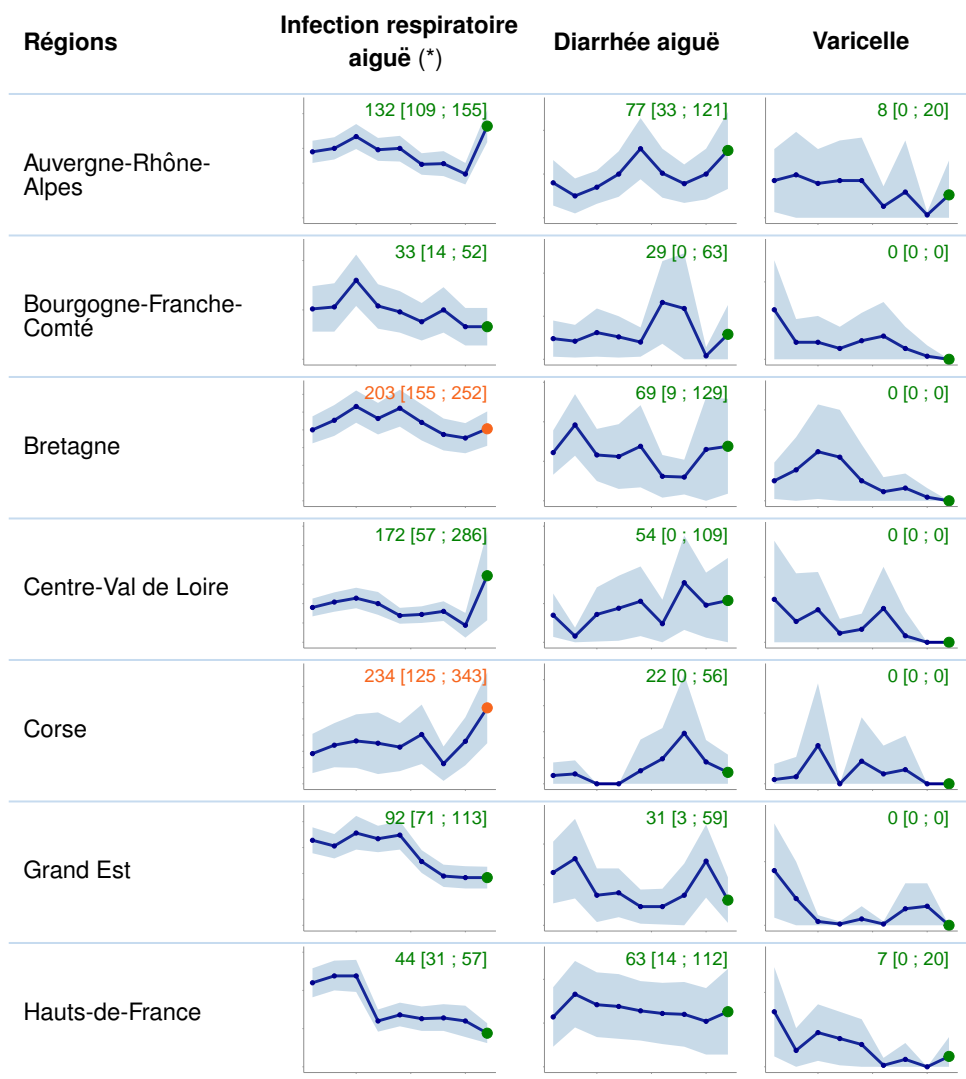 Régions
Infection respiratoire
aiguë (*)
Diarrhée aiguë
Varicelle
Auvergne-Rhône-
Alpes
132 [109 ; 155]
77 [33 ; 121]
8 [0 ; 20]
Bourgogne-Franche-
Comté
33 [14 ; 52]
29 [0 ; 63]
0 [0 ; 0]
Bretagne
203 [155 ; 252]
69 [9 ; 129]
0 [0 ; 0]
Centre-Val de Loire
172 [57 ; 286]
54 [0 ; 109]
0 [0 ; 0]
Corse
234 [125 ; 343]
22 [0 ; 56]
0 [0 ; 0]
Grand Est
92 [71 ; 113]
31 [3 ; 59]
0 [0 ; 0]
Hauts-de-France
44 [31 ; 57]
63 [14 ; 112]
7 [0 ; 20]